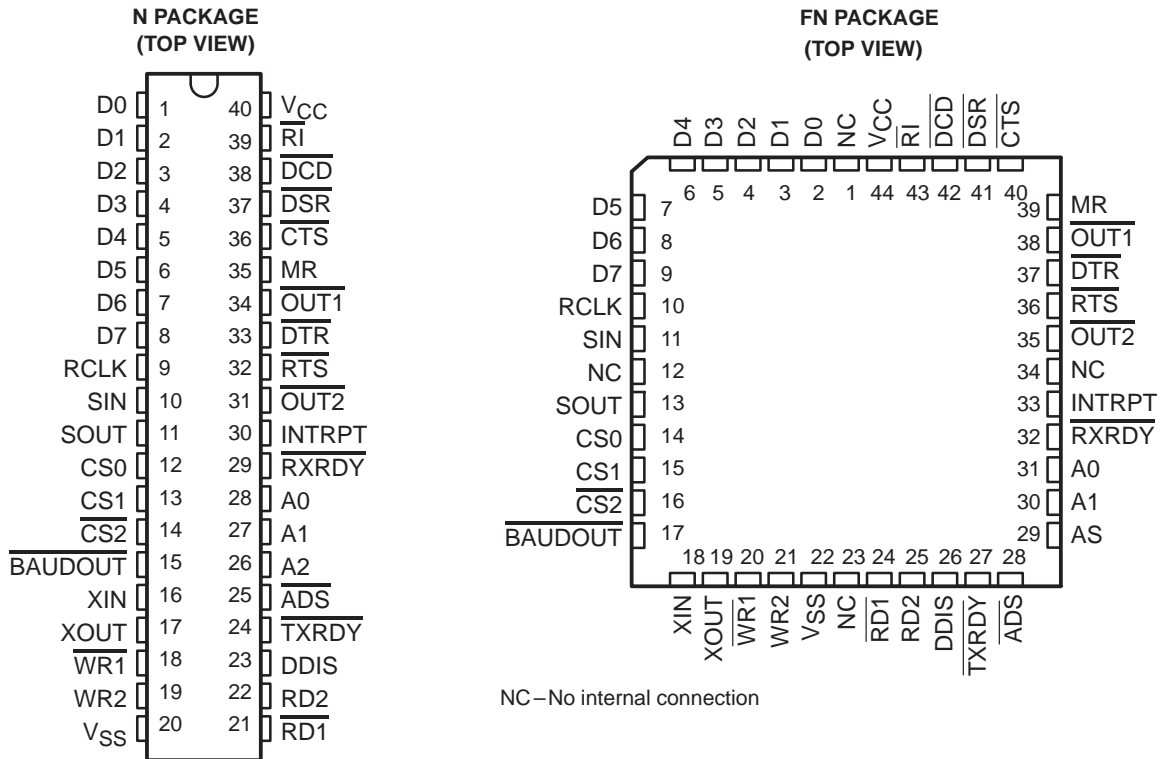 N PACKAGE
(TOP VIEW)
D0 1 40 VCC
D1 2 39 RI
D2 3 38 DCD
D3 4 37 DSR
D4 5 36 CTS
D5 6 35 MR
D6 7 34 OUT1
D7 8 33 DTR
RCLK 9 32 RTS
SIN 10 31 OUT2
SOUT 11 30 INTRPT
CS0 12 29 RXRDY
CS1 13 28 A0
CS2 14 27 A1
BAUDOUT 15 26 A2
XIN 16 25 ADS
XOUT 17 24 TXRDY
WR1 18 23 DDIS
WR2 19 22 RD2
VSS 20 21 RD1
FN PACKAGE
(TOP VIEW)
D4 D3 D2 D1 D0 NC VCC RI DCD DSR CTS
6 5 4 3 2 1 44 43 42 41 40
D5 7 39 MR
D6 8 38 OUT1
D7 9 37 DTR
RCLK 10 36 RTS
SIN 11 35 OUT2
NC 12 34 NC
SOUT 13 33 INTRPT
CS0 14 32 RXRDY
CS1 15 31 A0
CS2 16 30 A1
BAUDOUT 17 29 AS
18 19 20 21 22 23 24 25 26 27 28
XIN XOUT WR1 WR2 VSS NC RD1 RD2 DDIS TXRDY ADS
NC–No internal connection